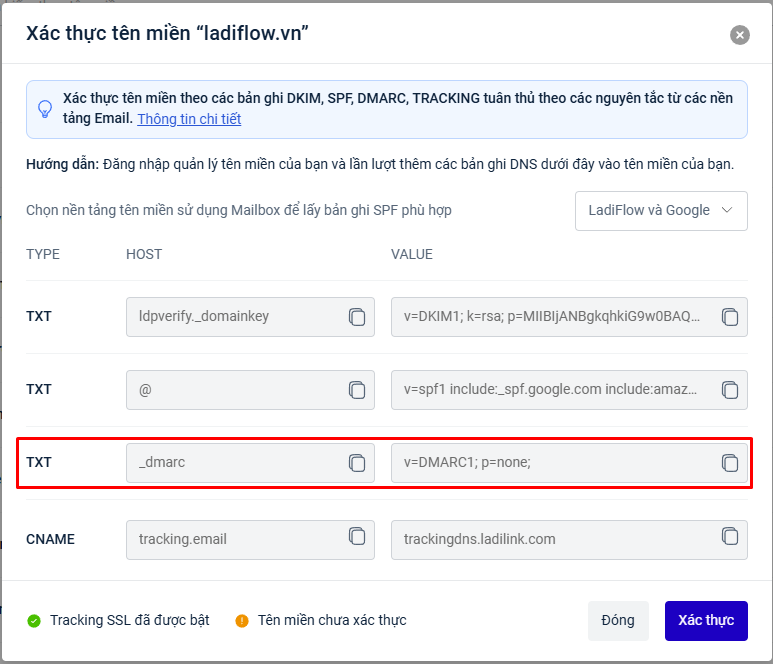 Xác thực tên miền “ladiflow.vn”
Xác thực tên miền theo các bản ghi DKIM, SPF, DMARC, TRACKING tuân thủ theo các nguyên tắc từ các nền
tảng Email. Thông tin chi tiết
Hướng dẫn: Đăng nhập quản lý tên miền của bạn và lần lượt thêm các bản ghi DNS dưới đây vào tên miền của bạn.
Chọn nền tảng tên miền sử dụng Mailbox để lấy bản ghi SPF phù hợp
LadiFlow và Google
TYPE HOST VALUE
TXT ldpverify._domainkey v=DKIM1; k=rsa; p=MIIBIjANBgkqhkiG9w0BAQ...
TXT @ v=spf1 include:_spf.google.com include:amaz...
TXT _dmarc v=DMARC1; p=none;
CNAME tracking.email trackingdns.ladilink.com
Tracking SSL đã được bật Tên miền chưa xác thực Đóng Xác thực